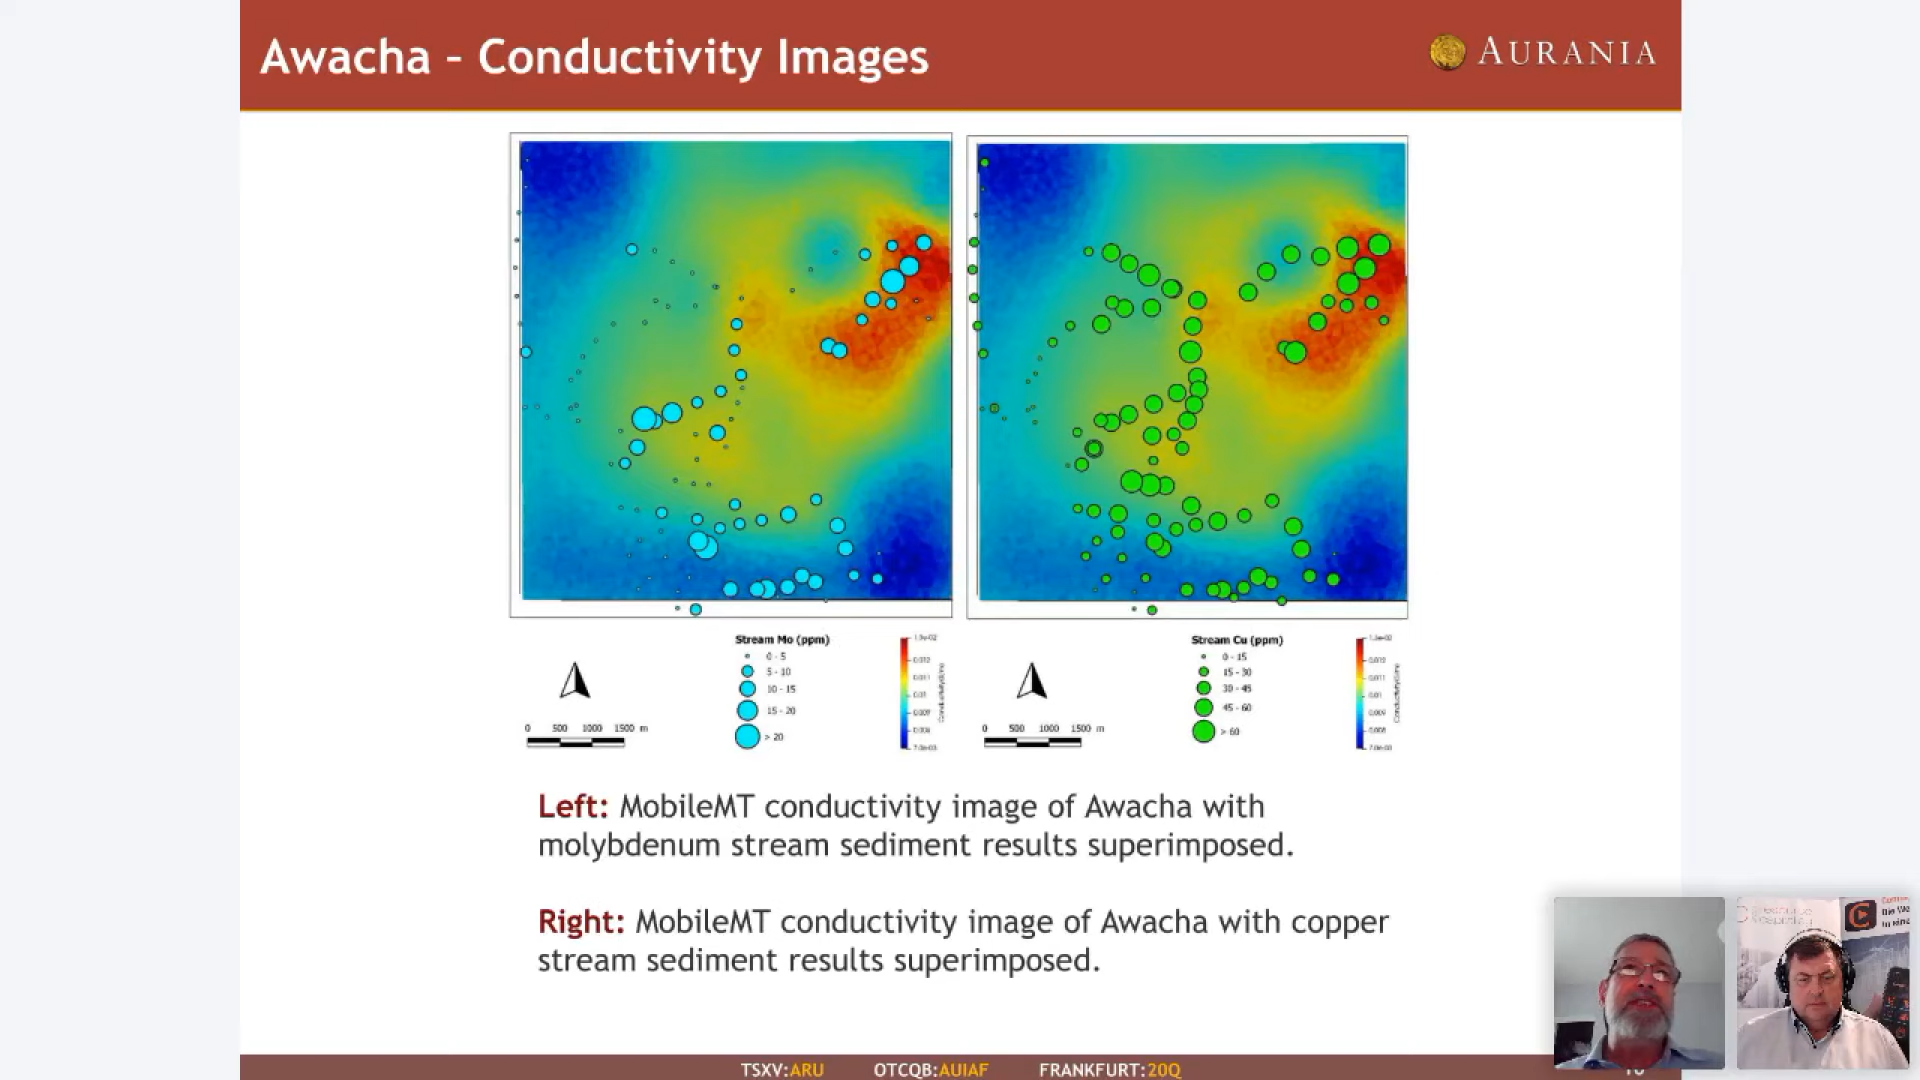 Awacha – Conductivity Images
AURANIA
Stream Mo (ppm)
0 - 5
5 - 10
10 - 15
15 - 20
> 20
0 500 1000 1500 m
Stream Cu (ppm)
0 - 15
15 - 30
30 - 45
45 - 60
> 60
0 500 1000 1500 m
Left: MobileMT conductivity image of Awacha with
molybdenum stream sediment results superimposed.
Right: MobileMT conductivity image of Awacha with copper
stream sediment results superimposed.
TSXV:ARU OTCQB:AUIAF FRANKFURT:20Q